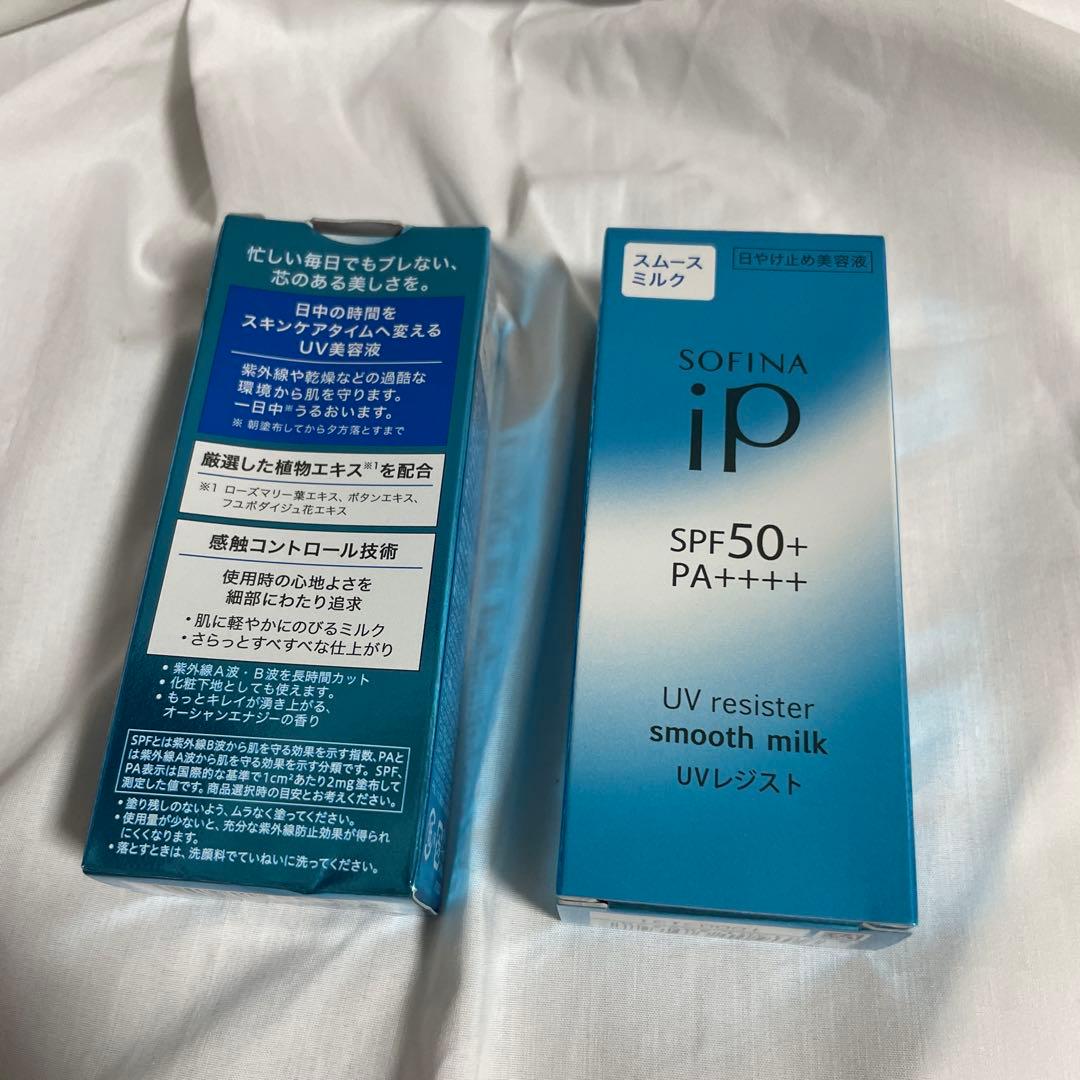 忙しい毎日でもブレない、
芯のある美しさを。
日中の時間を
スキンケアタイムへ変える
UV美容液
紫外線や乾燥などの過酷な
環境から肌を守ります。
一日中※うるおいます。
※ 朝塗布してから夕方落とすまで
厳選した植物エキス※1を配合
※1 ローズマリー葉エキス、ボタンエキス、
フユボダイジュ花エキス
感触コントロール技術
使用時の心地よさを
細部にわたり追求
・肌に軽やかにのびるミルク
・さらっとすべすべな仕上がり
• 紫外線A波・B波を長時間カット
• 化粧下地としても使えます。
• もっとキレイが湧き上がる、
オーシャンエナジーの香り
SPFとは紫外線B波から肌を守る効果を示す指数、PAと
は紫外線A波から肌を守る効果を示す分類です。SPF、
PA表示は国際的な基準で1cm²あたり2mg塗布して
測定した値です。商品選択時の目安とお考えください。
• 塗り残しのないよう、ムラなく塗ってください。
• 使用量が少ないと、充分な紫外線防止効果が得られ
にくくなります。
• 落とすときは、洗顔料でていねいに洗ってください。
スムース
ミルク
日やけ止め美容液
SOFINA
iP
SPF50+
PA++++
UV resister
smooth milk
UVレジスト